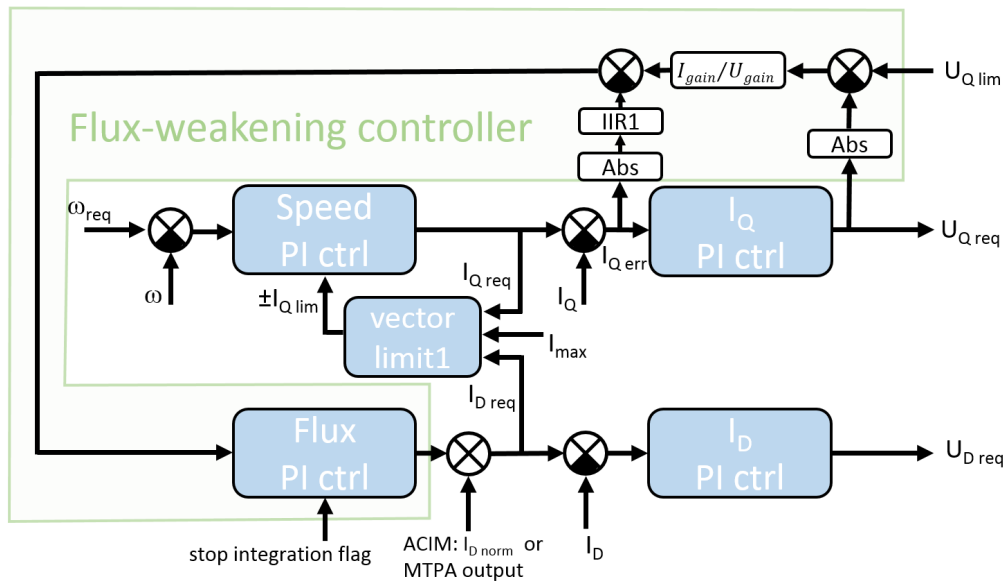 I_gain/U_gain
U_Q lim
IIR1
Flux-weakening controller
Abs
Abs
ω_req
Speed
PI ctrl
I_Q
PI ctrl
U_Q req
I_Q err
I_Q req
ω
±I_Q lim
I_Q
vector
limit1
I_max
I_D req
Flux
PI ctrl
I_D
PI ctrl
U_D req
stop integration flag
ACIM: I_D norm or
MTPA output
I_D